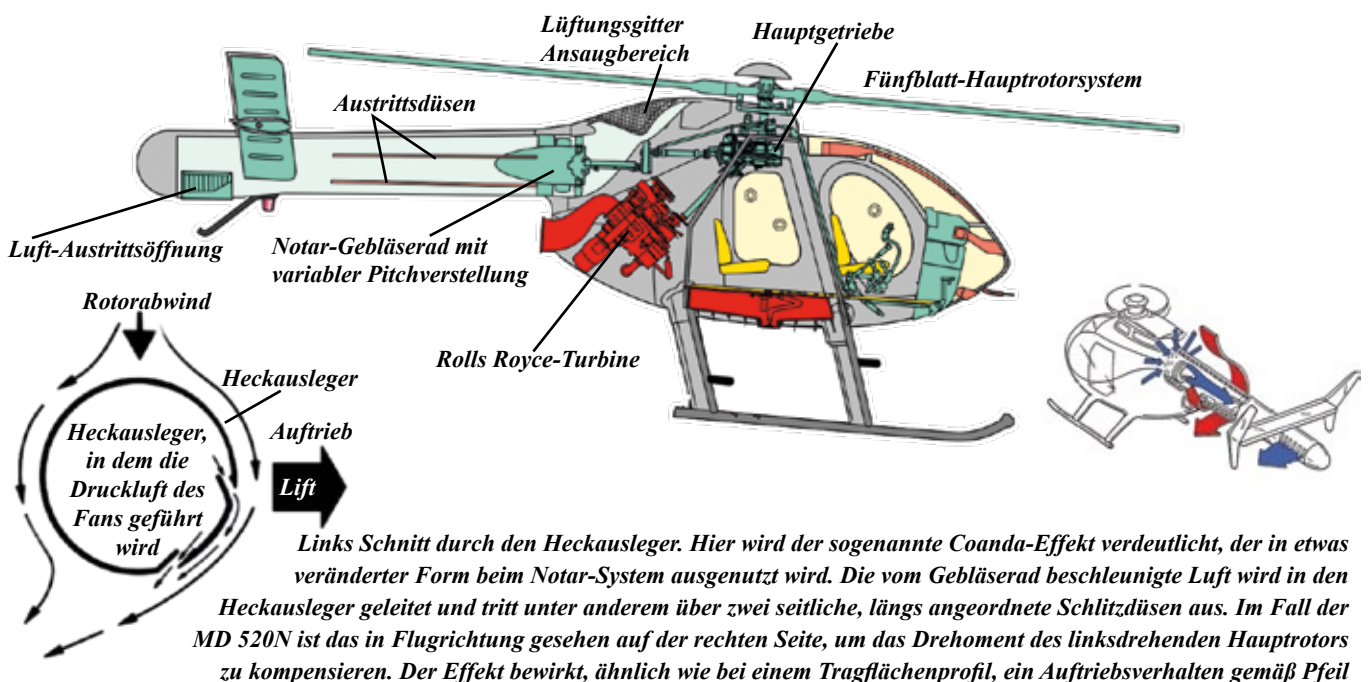 Lüftungsgitter
Ansaugbereich
Hauptgetriebe
Fünfblatt-Hauptrotorsystem
Austrittsdüsen
Luft-Austrittsöffnung
Notar-Gebläserad mit
variabler Pitchverstellung
Rotorabwind
Rolls Royce-Turbine
Heckausleger
Heckausleger,
in dem die
Druckluft des
Fans geführt
wird
Auftrieb
Lift
Links Schnitt durch den Heckausleger. Hier wird der sogenannte Coanda-Effekt verdeutlicht, der in etwas
veränderter Form beim Notar-System ausgenutzt wird. Die vom Gebläserad beschleunigte Luft wird in den
Heckausleger geleitet und tritt unter anderem über zwei seitliche, längs angeordnete Schlitzdüsen aus. Im Fall der
MD 520N ist das in Flugrichtung gesehen auf der rechten Seite, um das Drehoment des linksdrehenden Hauptrotors
zu kompensieren. Der Effekt bewirkt, ähnlich wie bei einem Tragflächenprofil, ein Auftriebsverhalten gemäß Pfeil